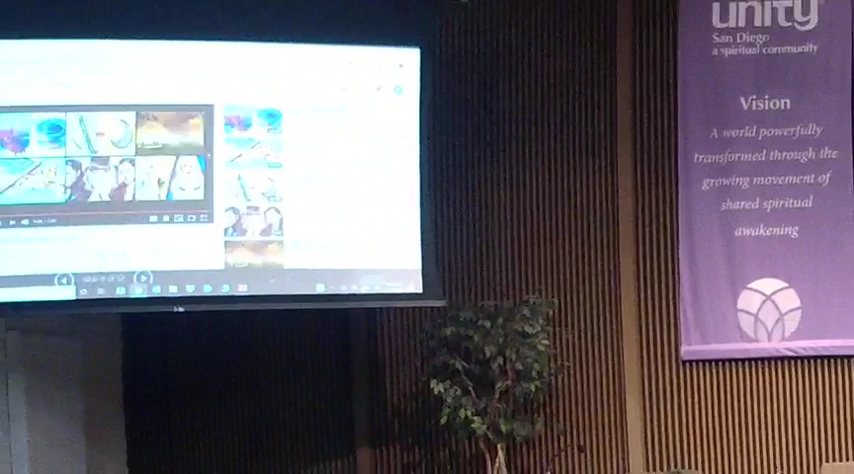 unity
San Diego
a spiritual community
Vision
A world powerfully
transformed through the
growing movement of
shared spiritual
awakening